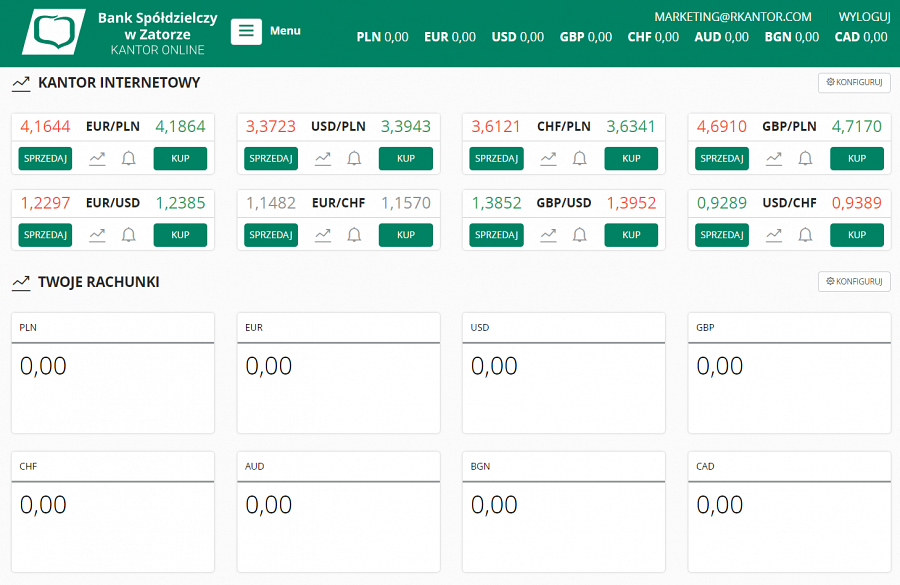 Bank Spółdzielczy
w Zatorze
KANTOR ONLINE
Menu
MARKETING@RKANTOR.COM WYLOGUJ
PLN 0,00 EUR 0,00 USD 0,00 GBP 0,00 CHF 0,00 AUD 0,00 BGN 0,00 CAD 0,00
KANTOR INTERNETOWY KONFIGURUJ
4,1644 EUR/PLN 4,1864 3,3723 USD/PLN 3,3943 3,6121 CHF/PLN 3,6341 4,6910 GBP/PLN 4,7170
SPRZEDAJ KUP SPRZEDAJ KUP SPRZEDAJ KUP SPRZEDAJ KUP
1,2297 EUR/USD 1,2385 1,1482 EUR/CHF 1,1570 1,3852 GBP/USD 1,3952 0,9289 USD/CHF 0,9389
SPRZEDAJ KUP SPRZEDAJ KUP SPRZEDAJ KUP SPRZEDAJ KUP
TWOJE RACHUNKI KONFIGURUJ
PLN EUR USD GBP
0,00 0,00 0,00 0,00
CHF AUD BGN CAD
0,00 0,00 0,00 0,00